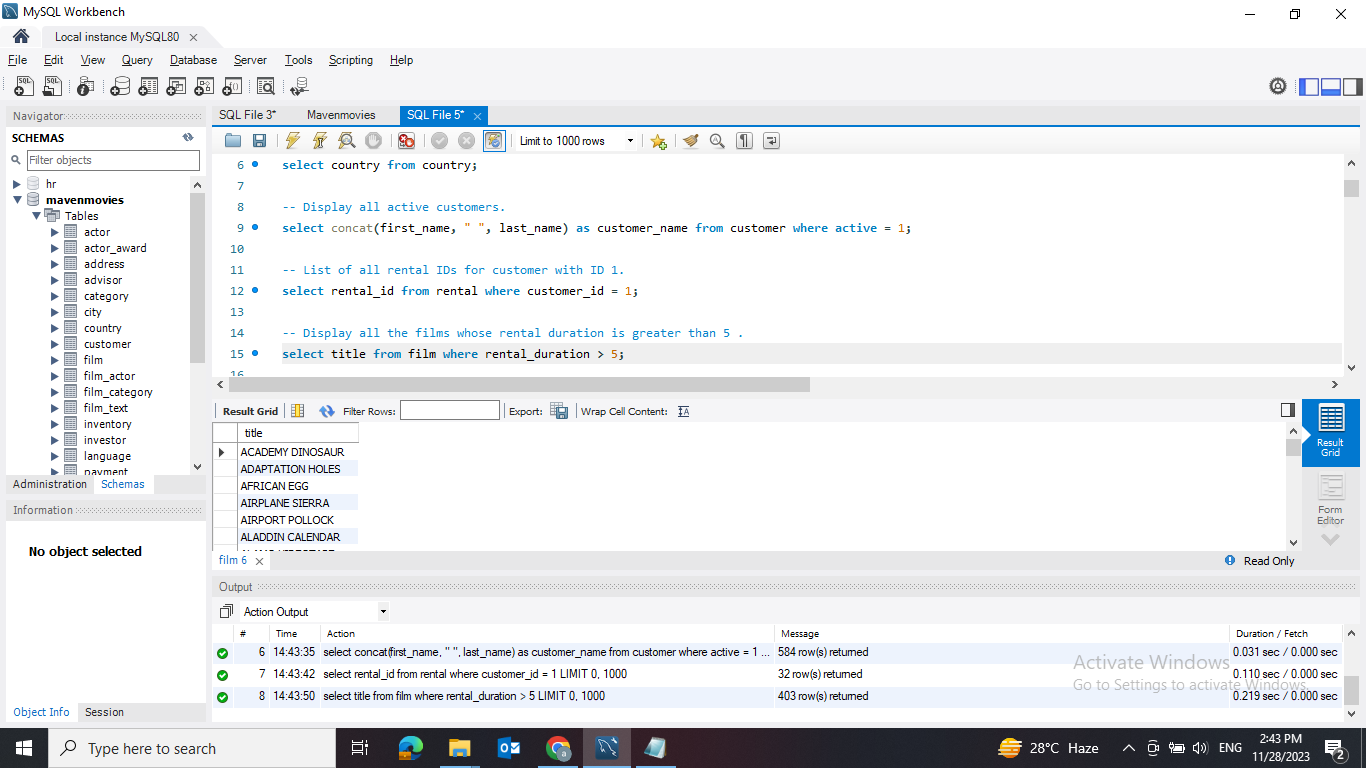 MySQL Workbench
Local instance MySQL80
File Edit View Query Database Server Tools Scripting Help
Navigator
SCHEMAS
Filter objects
hr
mavenmovies
Tables
actor
actor_award
address
advisor
category
city
country
customer
film
film_actor
film_category
film_text
inventory
investor
language
payment
Administration Schemas
Information
No object selected
Object Info Session
SQL File 3* Mavenmovies SQL File 5*
Limit to 1000 rows
6 select country from country;
7
8 -- Display all active customers.
9 select concat(first_name, " ", last_name) as customer_name from customer where active = 1;
10
11 -- List of all rental IDs for customer with ID 1.
12 select rental_id from rental where customer_id = 1;
13
14 -- Display all the films whose rental duration is greater than 5 .
15 select title from film where rental_duration > 5;
16
Result Grid Filter Rows: Export: Wrap Cell Content:
title
ACADEMY DINOSAUR
ADAPTATION HOLES
AFRICAN EGG
AIRPLANE SIERRA
AIRPORT POLLOCK
ALADDIN CALENDAR
Result
Grid
Form
Editor
film 6
Read Only
Output
Action Output
# Time Action Message Duration / Fetch
6 14:43:35 select concat(first_name, " ", last_name) as customer_name from customer where active = 1 ... 584 row(s) returned 0.031 sec / 0.000 sec
7 14:43:42 select rental_id from rental where customer_id = 1 LIMIT 0, 1000 32 row(s) returned 0.110 sec / 0.000 sec
8 14:43:50 select title from film where rental_duration > 5 LIMIT 0, 1000 403 row(s) returned 0.219 sec / 0.000 sec
Activate Windows
Go to Settings to activate Windows.
Type here to search
28°C Haze
ENG
2:43 PM
11/28/2023
2